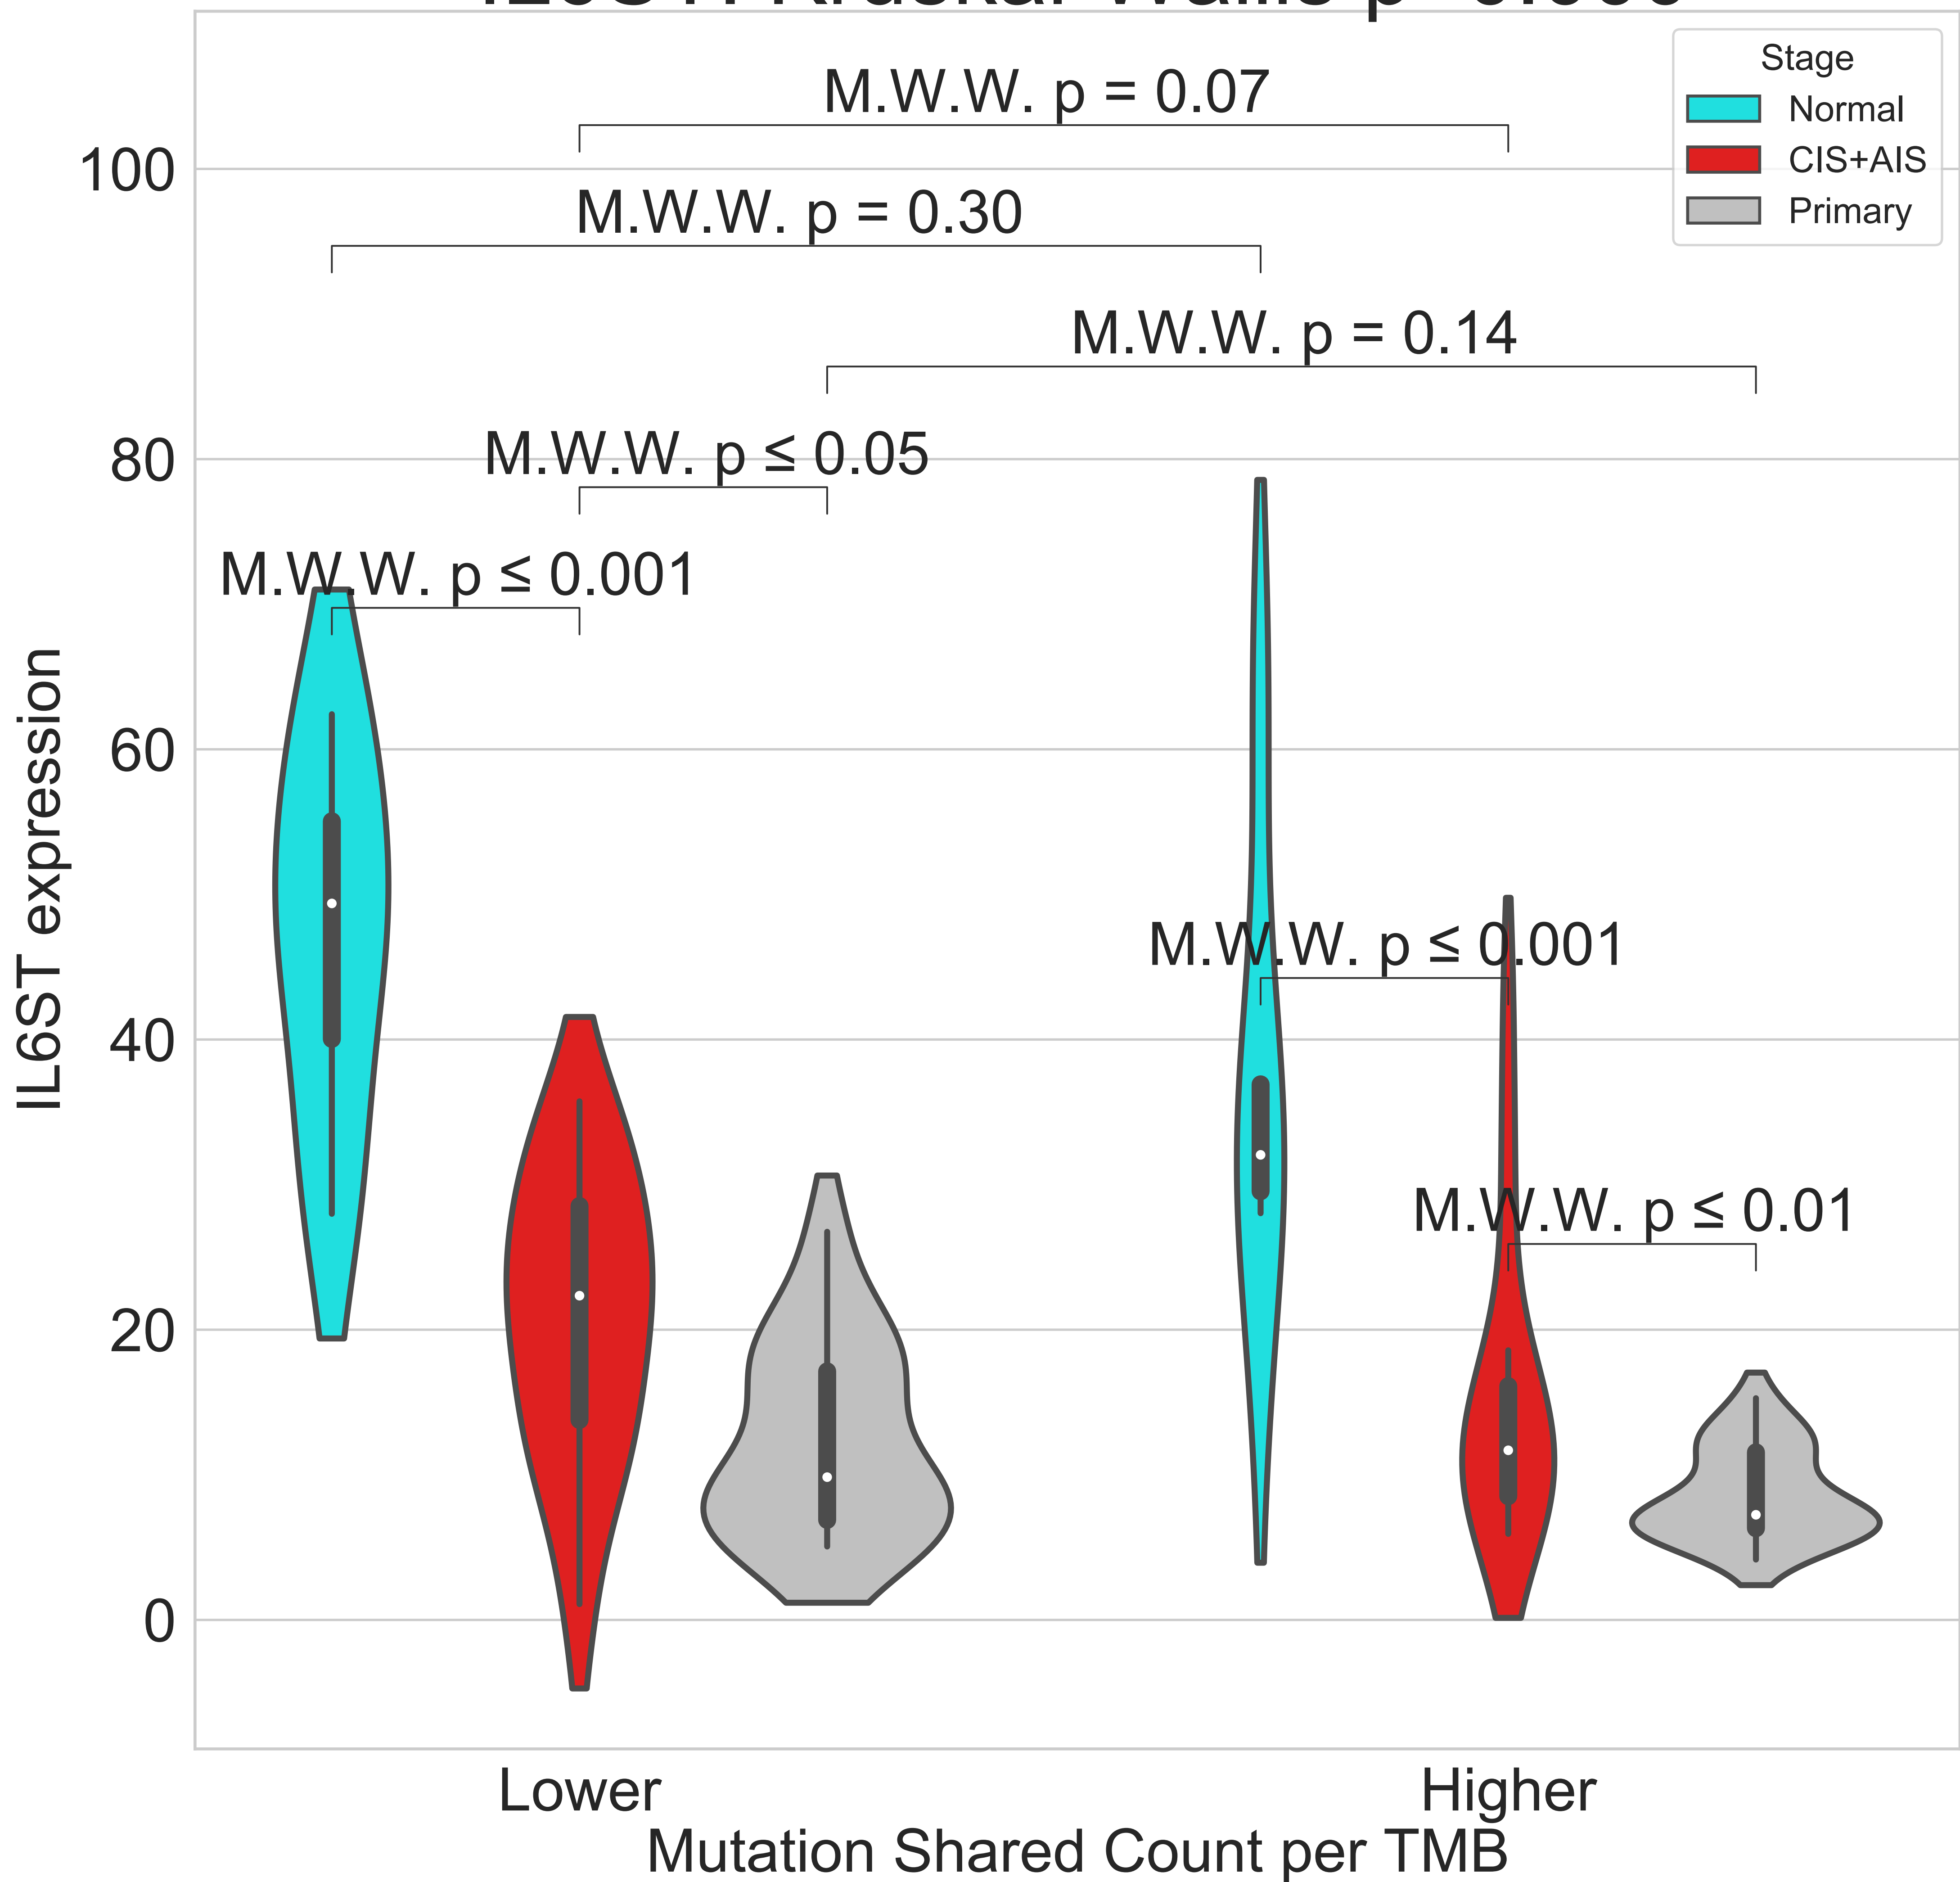 M.W.W. p = 0.07
M.W.W. p = 0.30
M.W.W. p = 0.14
M.W.W. p ≤ 0.05
M.W.W. p ≤ 0.001
M.W.W. p ≤ 0.001
M.W.W. p ≤ 0.01
Stage
Normal
CIS+AIS
Primary
100
80
60
40
20
0
IL6ST expression
Lower
Higher
Mutation Shared Count per TMB